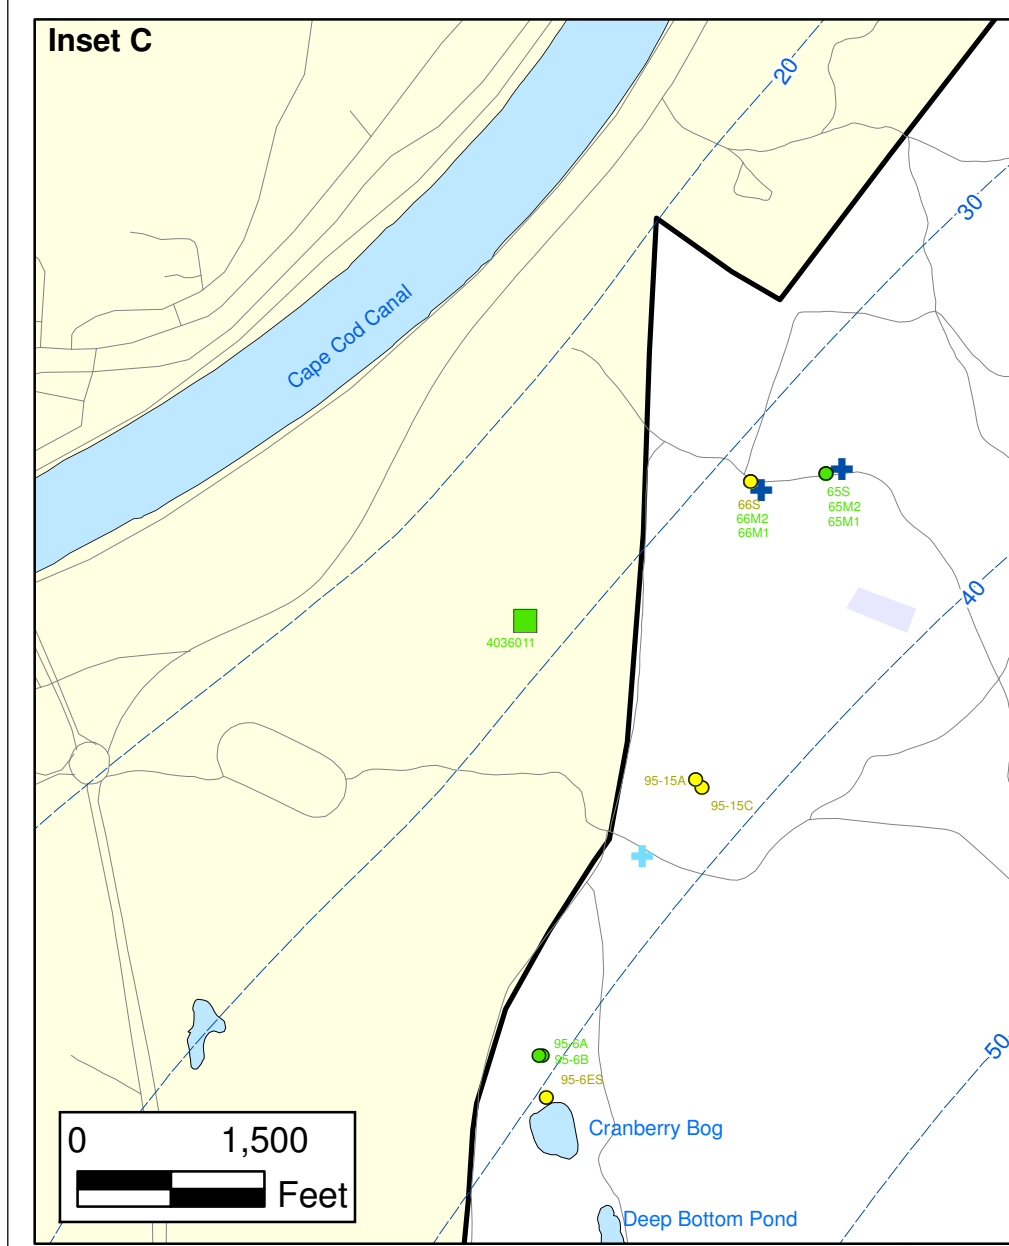 Inset C
20
30
Cape Cod Canal
66S
66M2
66M1
65S
65M2
65M1
40
4036011
95-15A
95-15C
50
95-6A
95-6B
95-6ES
Cranberry Bog
0 1,500
Feet
Deep Bottom Pond